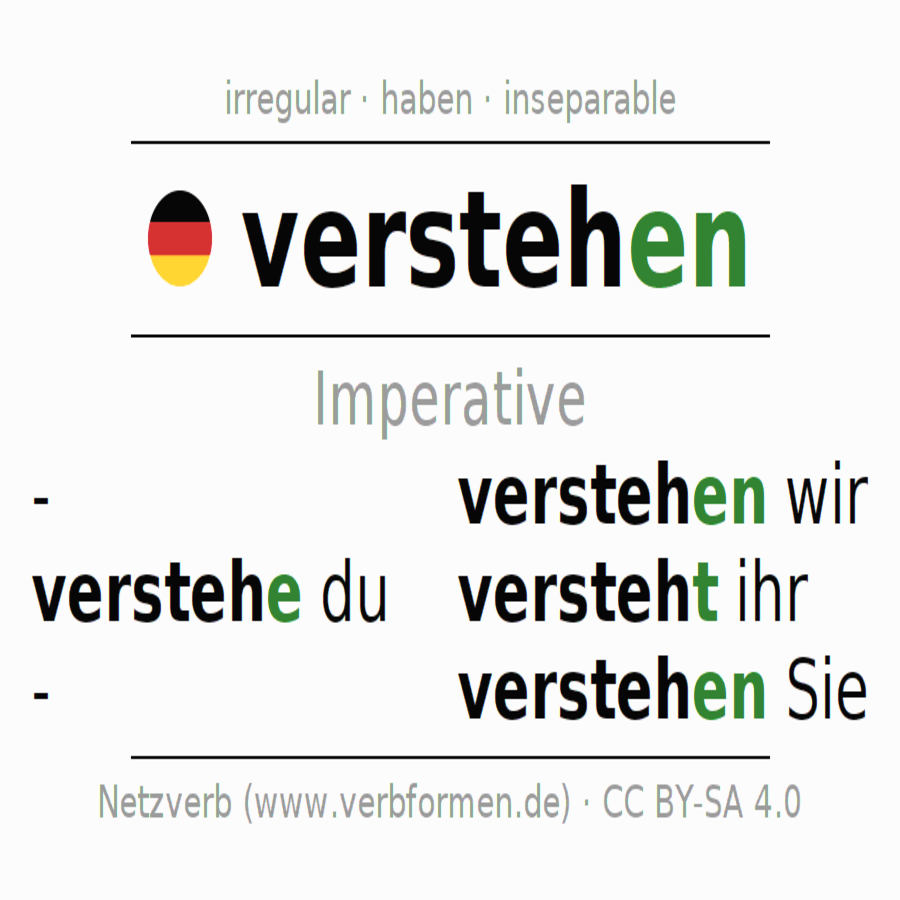 irregular · haben · inseparable
verstehen
Imperative
- verstehen wir
verstehe du versteht ihr
- verstehen Sie
Netzverb (www.verbformen.de) · CC BY-SA 4.0